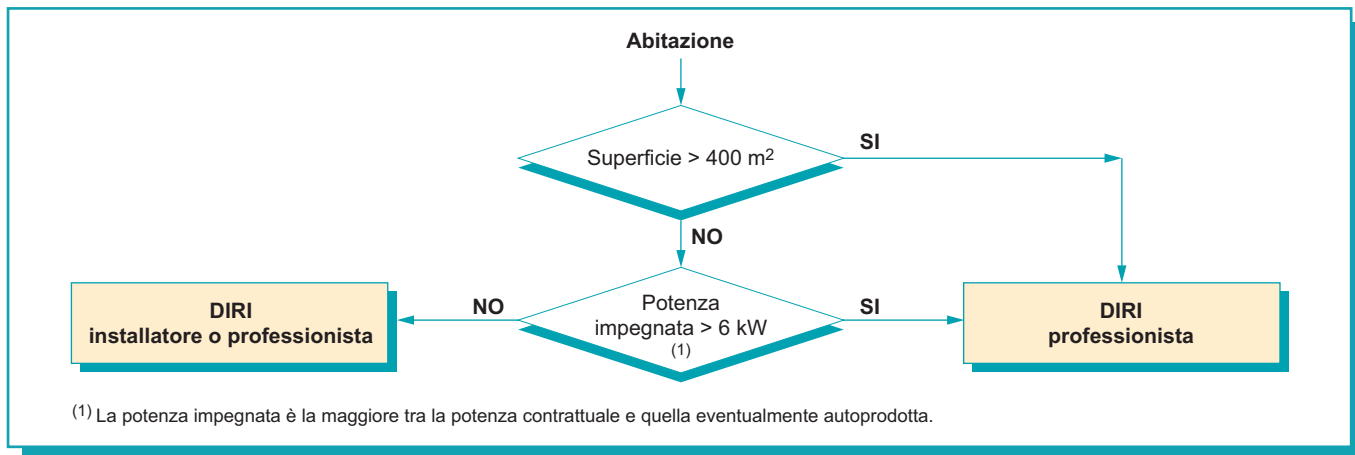 Abitazione
Superficie > 400 m²
SI
NO
Potenza
impegnata > 6 kW
(1)
NO
SI
DIRI
installatore o professionista
DIRI
professionista
(1) La potenza impegnata è la maggiore tra la potenza contrattuale e quella eventualmente autoprodotta.